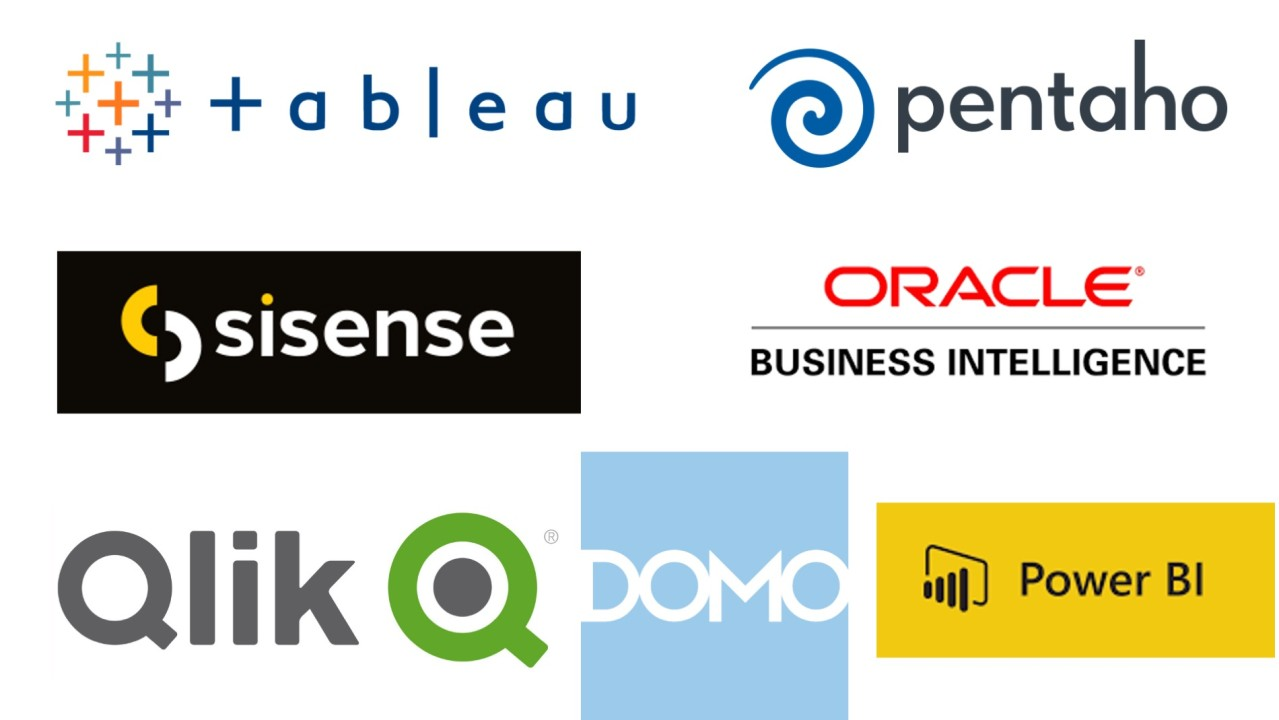 tableau
pentaho
sisense
ORACLE®
BUSINESS INTELLIGENCE
Qlik Q®
DOMO
Power BI